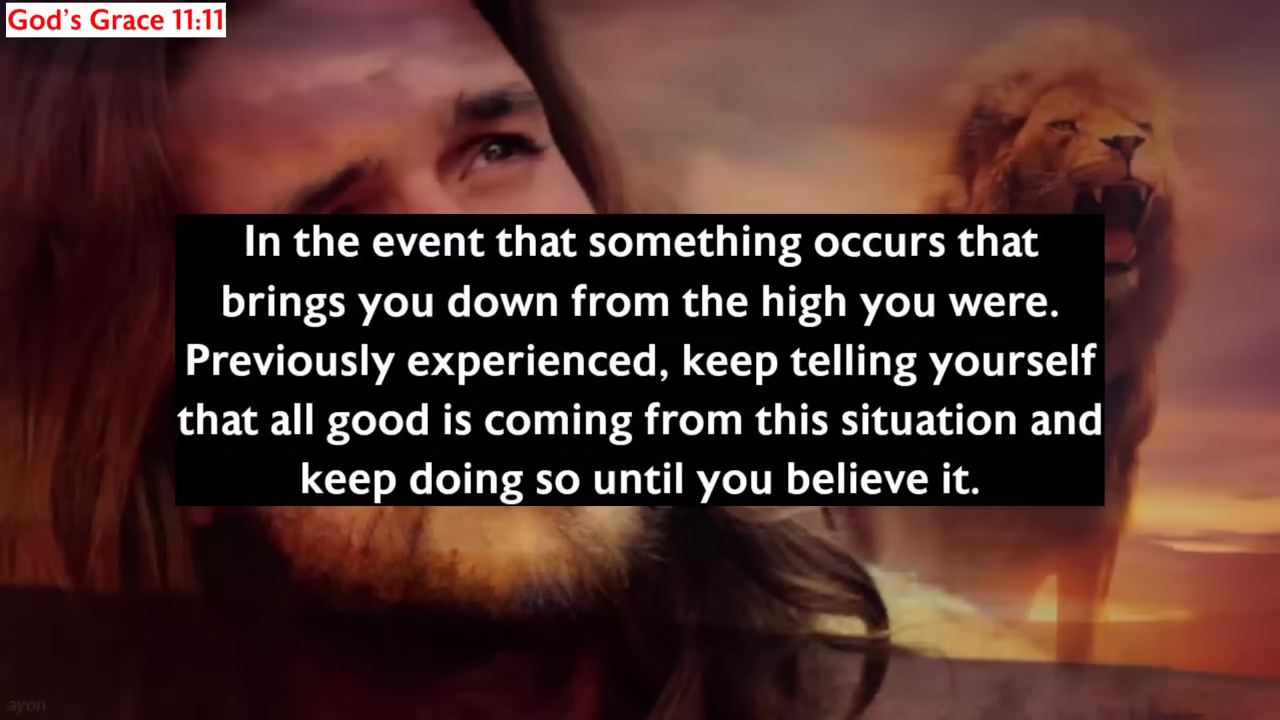 God's Grace 11:11
In the event that something occurs that
brings you down from the high you were.
Previously experienced, keep telling yourself
that all good is coming from this situation and
keep doing so until you believe it.
ayon